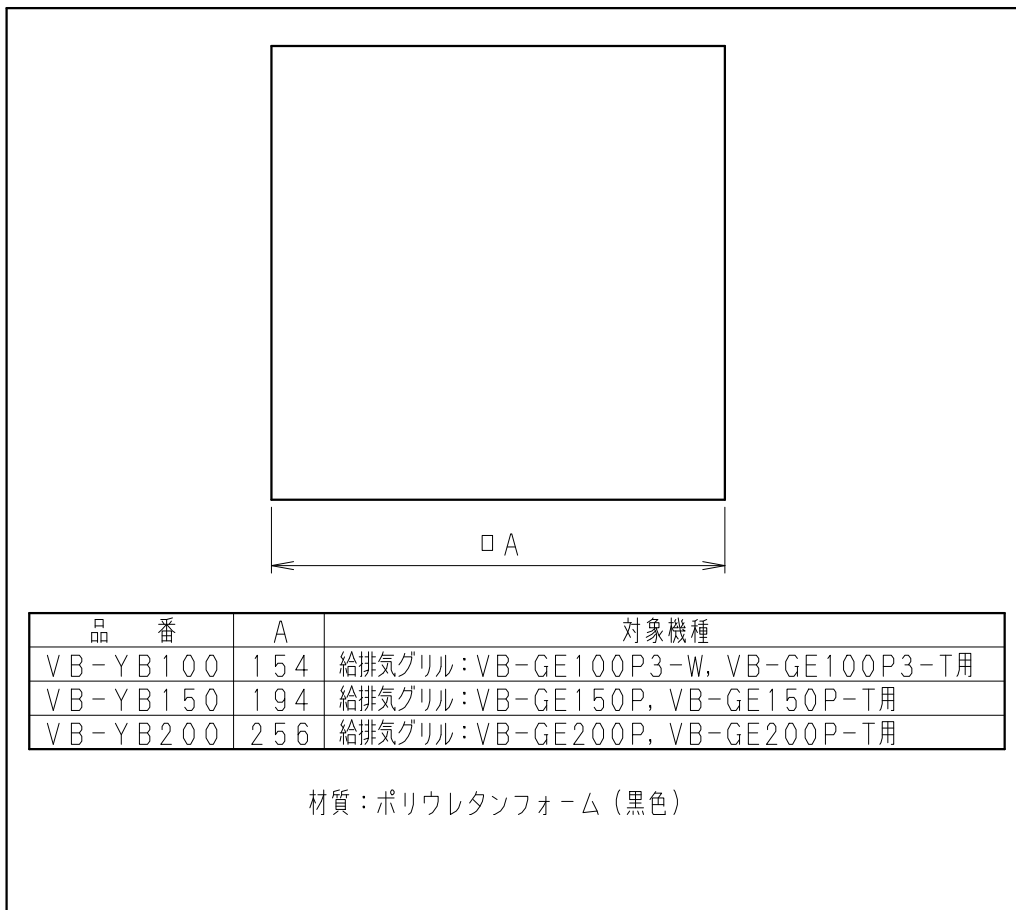 □A
品 番 A 対象機種
VB-YB100 154 給排気グリル：VB-GE100P3-W, VB-GE100P3-T用
VB-YB150 194 給排気グリル：VB-GE150P, VB-GE150P-T用
VB-YB200 256 給排気グリル：VB-GE200P, VB-GE200P-T用
材質：ポリウレタンフォーム（黒色）